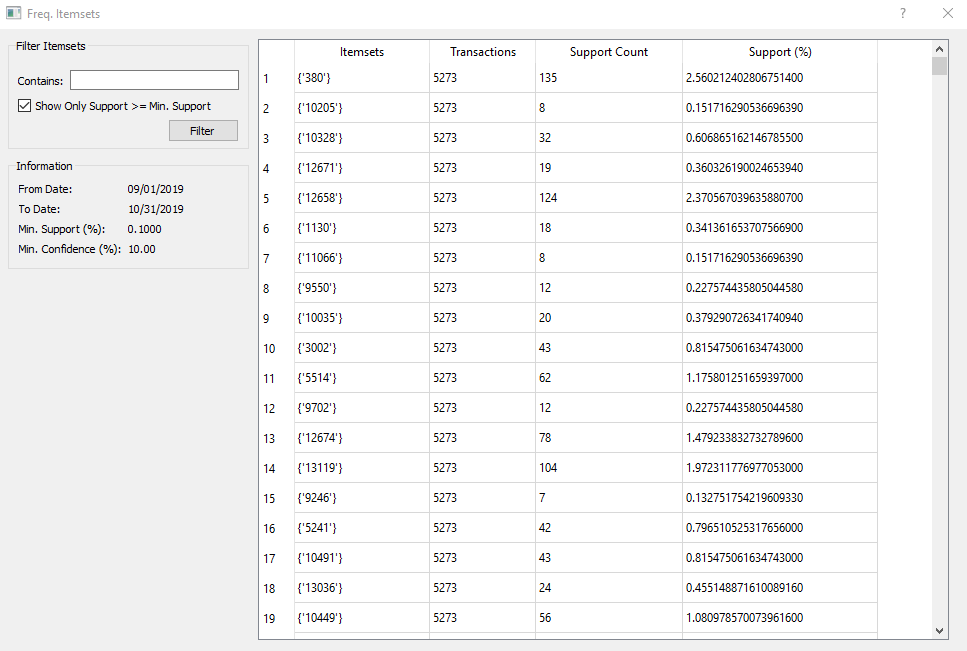 Freq. Itemsets
Filter Itemsets
Contains:
Show Only Support >= Min. Support
Filter
Information
From Date: 09/01/2019
To Date: 10/31/2019
Min. Support (%): 0.1000
Min. Confidence (%): 10.00
Itemsets Transactions Support Count Support (%)
1 {'380'} 5273 135 2.560212402806751400
2 {'10205'} 5273 8 0.151716290536696390
3 {'10328'} 5273 32 0.606865162146785500
4 {'12671'} 5273 19 0.360326190024653940
5 {'12658'} 5273 124 2.370567039635880700
6 {'1130'} 5273 18 0.341361653707566900
7 {'11066'} 5273 8 0.151716290536696390
8 {'9550'} 5273 12 0.227574435805044580
9 {'10035'} 5273 20 0.379290726341740940
10 {'3002'} 5273 43 0.815475061634743000
11 {'5514'} 5273 62 1.175801251659397000
12 {'9702'} 5273 12 0.227574435805044580
13 {'12674'} 5273 78 1.479233832732789600
14 {'13119'} 5273 104 1.972311776977053000
15 {'9246'} 5273 7 0.132751754219609330
16 {'5241'} 5273 42 0.796510525317656000
17 {'10491'} 5273 43 0.815475061634743000
18 {'13036'} 5273 24 0.455148871610089160
19 {'10449'} 5273 56 1.080978570073961600